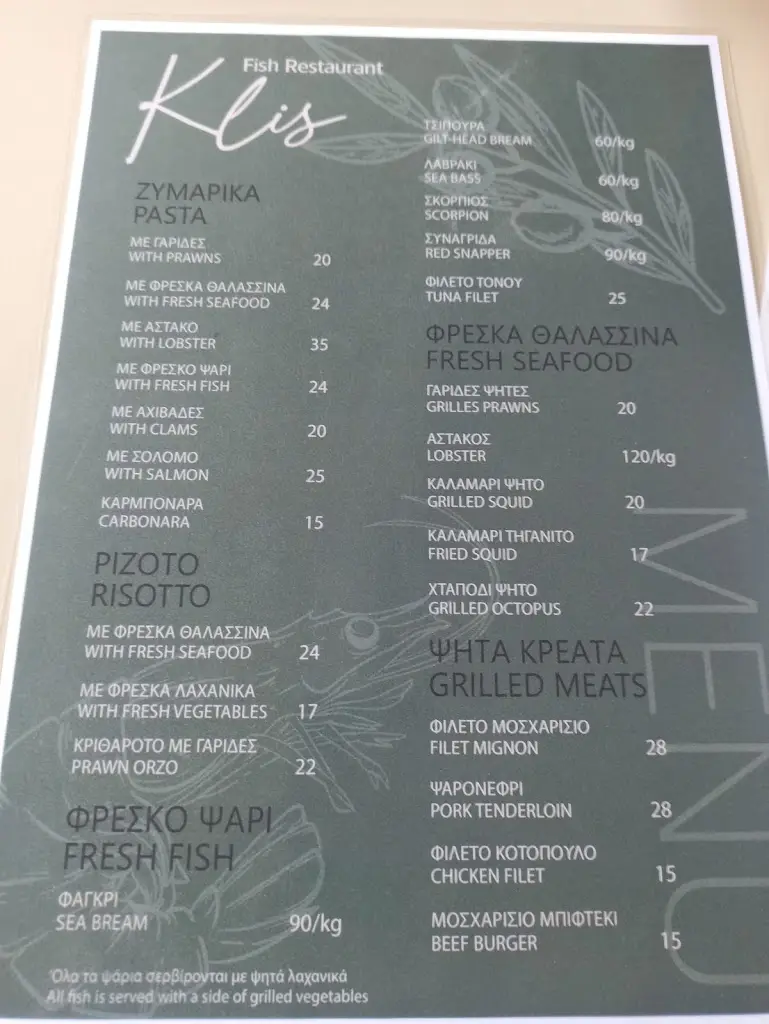 Fish Restaurant
Klis
ΖΥΜΑΡΙΚΑ
PASTA
ΜΕ ΓΑΡΙΔΕΣ
WITH PRAWNS 20
ΜΕ ΦΡΕΣΚΑ ΘΑΛΑΣΣΙΝΑ
WITH FRESH SEAFOOD 24
ΜΕ ΑΣΤΑΚΟ
WITH LOBSTER 35
ΜΕ ΦΡΕΣΚΟ ΨΑΡΙ
WITH FRESH FISH 24
ΜΕ ΑΧΙΒΑΔΕΣ
WITH CLAMS 20
ΜΕ ΣΟΛΟΜΟ
WITH SALMON 25
ΚΑΡΜΠΟΝΑΡΑ
CARBONARA 15
ΡΙΖΟΤΟ
RISOTTO
ΜΕ ΦΡΕΣΚΑ ΘΑΛΑΣΣΙΝΑ
WITH FRESH SEAFOOD 24
ΜΕ ΦΡΕΣΚΑ ΛΑΧΑΝΙΚΑ
WITH FRESH VEGETABLES 17
ΚΡΙΘΑΡΟΤΟ ΜΕ ΓΑΡΙΔΕΣ
PRAWN ORZO 22
ΦΡΕΣΚΟ ΨΑΡΙ
FRESH FISH
ΦΑΓΚΡΙ
SEA BREAM 90/kg
Όλα τα ψάρια σερβίρονται με ψητά λαχανικά
All fish is served with a side of grilled vegetables
ΤΣΙΠΟΥΡΑ
GILT-HEAD BREAM 60/kg
ΛΑΒΡΑΚΙ
SEA BASS 60/kg
ΣΚΟΡΠΙΟΣ
SCORPION 80/kg
ΣΥΝΑΓΡΙΔΑ
RED SNAPPER 90/kg
ΦΙΛΕΤΟ ΤΟΝΟΥ
TUNA FILET 25
ΦΡΕΣΚΑ ΘΑΛΑΣΣΙΝΑ
FRESH SEAFOOD
ΓΑΡΙΔΕΣ ΨΗΤΕΣ
GRILLES PRAWNS 20
ΑΣΤΑΚΟΣ
LOBSTER 120/kg
ΚΑΛΑΜΑΡΙ ΨΗΤΟ
GRILLED SQUID 20
ΚΑΛΑΜΑΡΙ ΤΗΓΑΝΙΤΟ
FRIED SQUID 17
ΧΤΑΠΟΔΙ ΨΗΤΟ
GRILLED OCTOPUS 22
ΨΗΤΑ ΚΡΕΑΤΑ
GRILLED MEATS
ΦΙΛΕΤΟ ΜΟΣΧΑΡΙΣΙΟ
FILET MIGNON 28
ΨΑΡΟΝΕΦΡΙ
PORK TENDERLOIN 28
ΦΙΛΕΤΟ ΚΟΤΟΠΟΥΛΟ
CHICKEN FILET 15
ΜΟΣΧΑΡΙΣΙΟ ΜΠΙΦΤΕΚΙ
BEEF BURGER 15
MENU